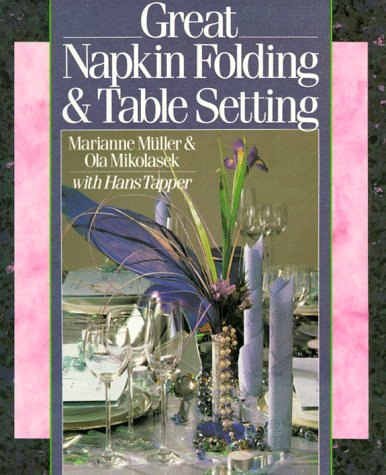 Great
Napkin Folding
& Table Setting
Marianne Müller &
Ola Mikolasek
with Hans Tapper